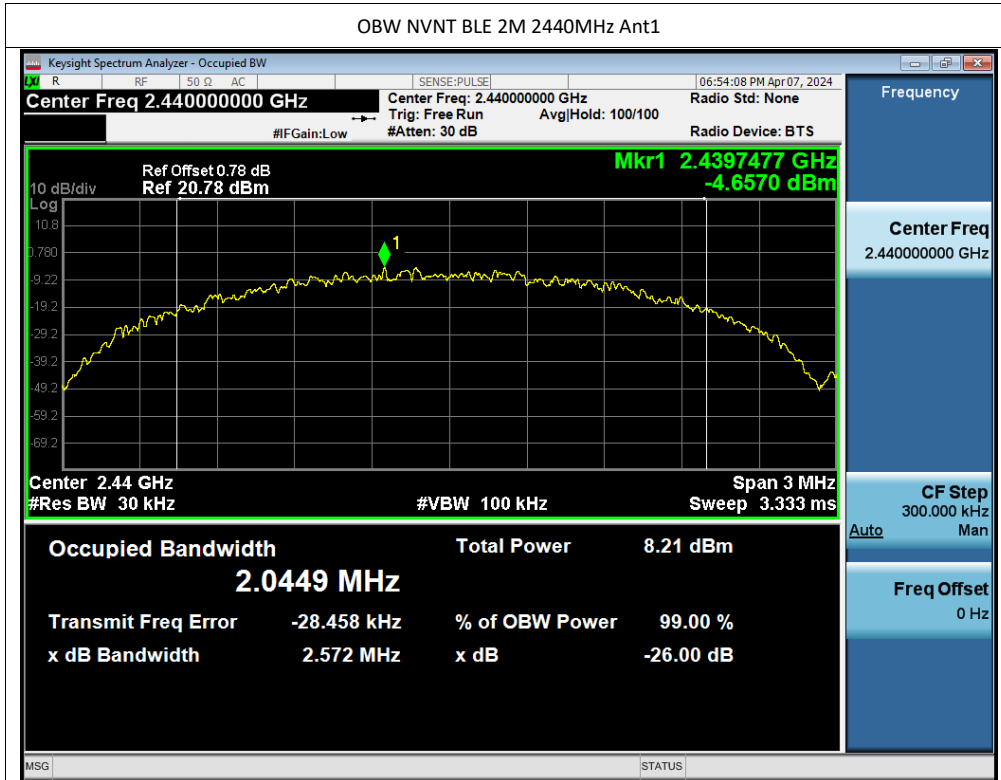 OBW NVNT BLE 2M 2440MHz Ant1
Keysight Spectrum Analyzer - Occupied BW
LXI R RF 50 Ω AC SENSE:PULSE 06:54:08 PM Apr 07, 2024
Center Freq 2.440000000 GHz
Center Freq: 2.440000000 GHz Radio Std: None
Trig: Free Run Avg|Hold: 100/100
#IFGain:Low #Atten: 30 dB Radio Device: BTS
Frequency
Mkr1 2.4397477 GHz
-4.6570 dBm
Ref Offset 0.78 dB
10 dB/div Ref 20.78 dBm
Log
10.8
0.780
-9.22
-19.2
-29.2
-39.2
-49.2
-59.2
-69.2
1
Center 2.44 GHz Span 3 MHz
#Res BW 30 kHz #VBW 100 kHz Sweep 3.333 ms
Center Freq
2.440000000 GHz
CF Step
300.000 kHz
Auto Man
Freq Offset
0 Hz
Occupied Bandwidth Total Power 8.21 dBm
2.0449 MHz
Transmit Freq Error -28.458 kHz % of OBW Power 99.00 %
x dB Bandwidth 2.572 MHz x dB -26.00 dB
MSG STATUS